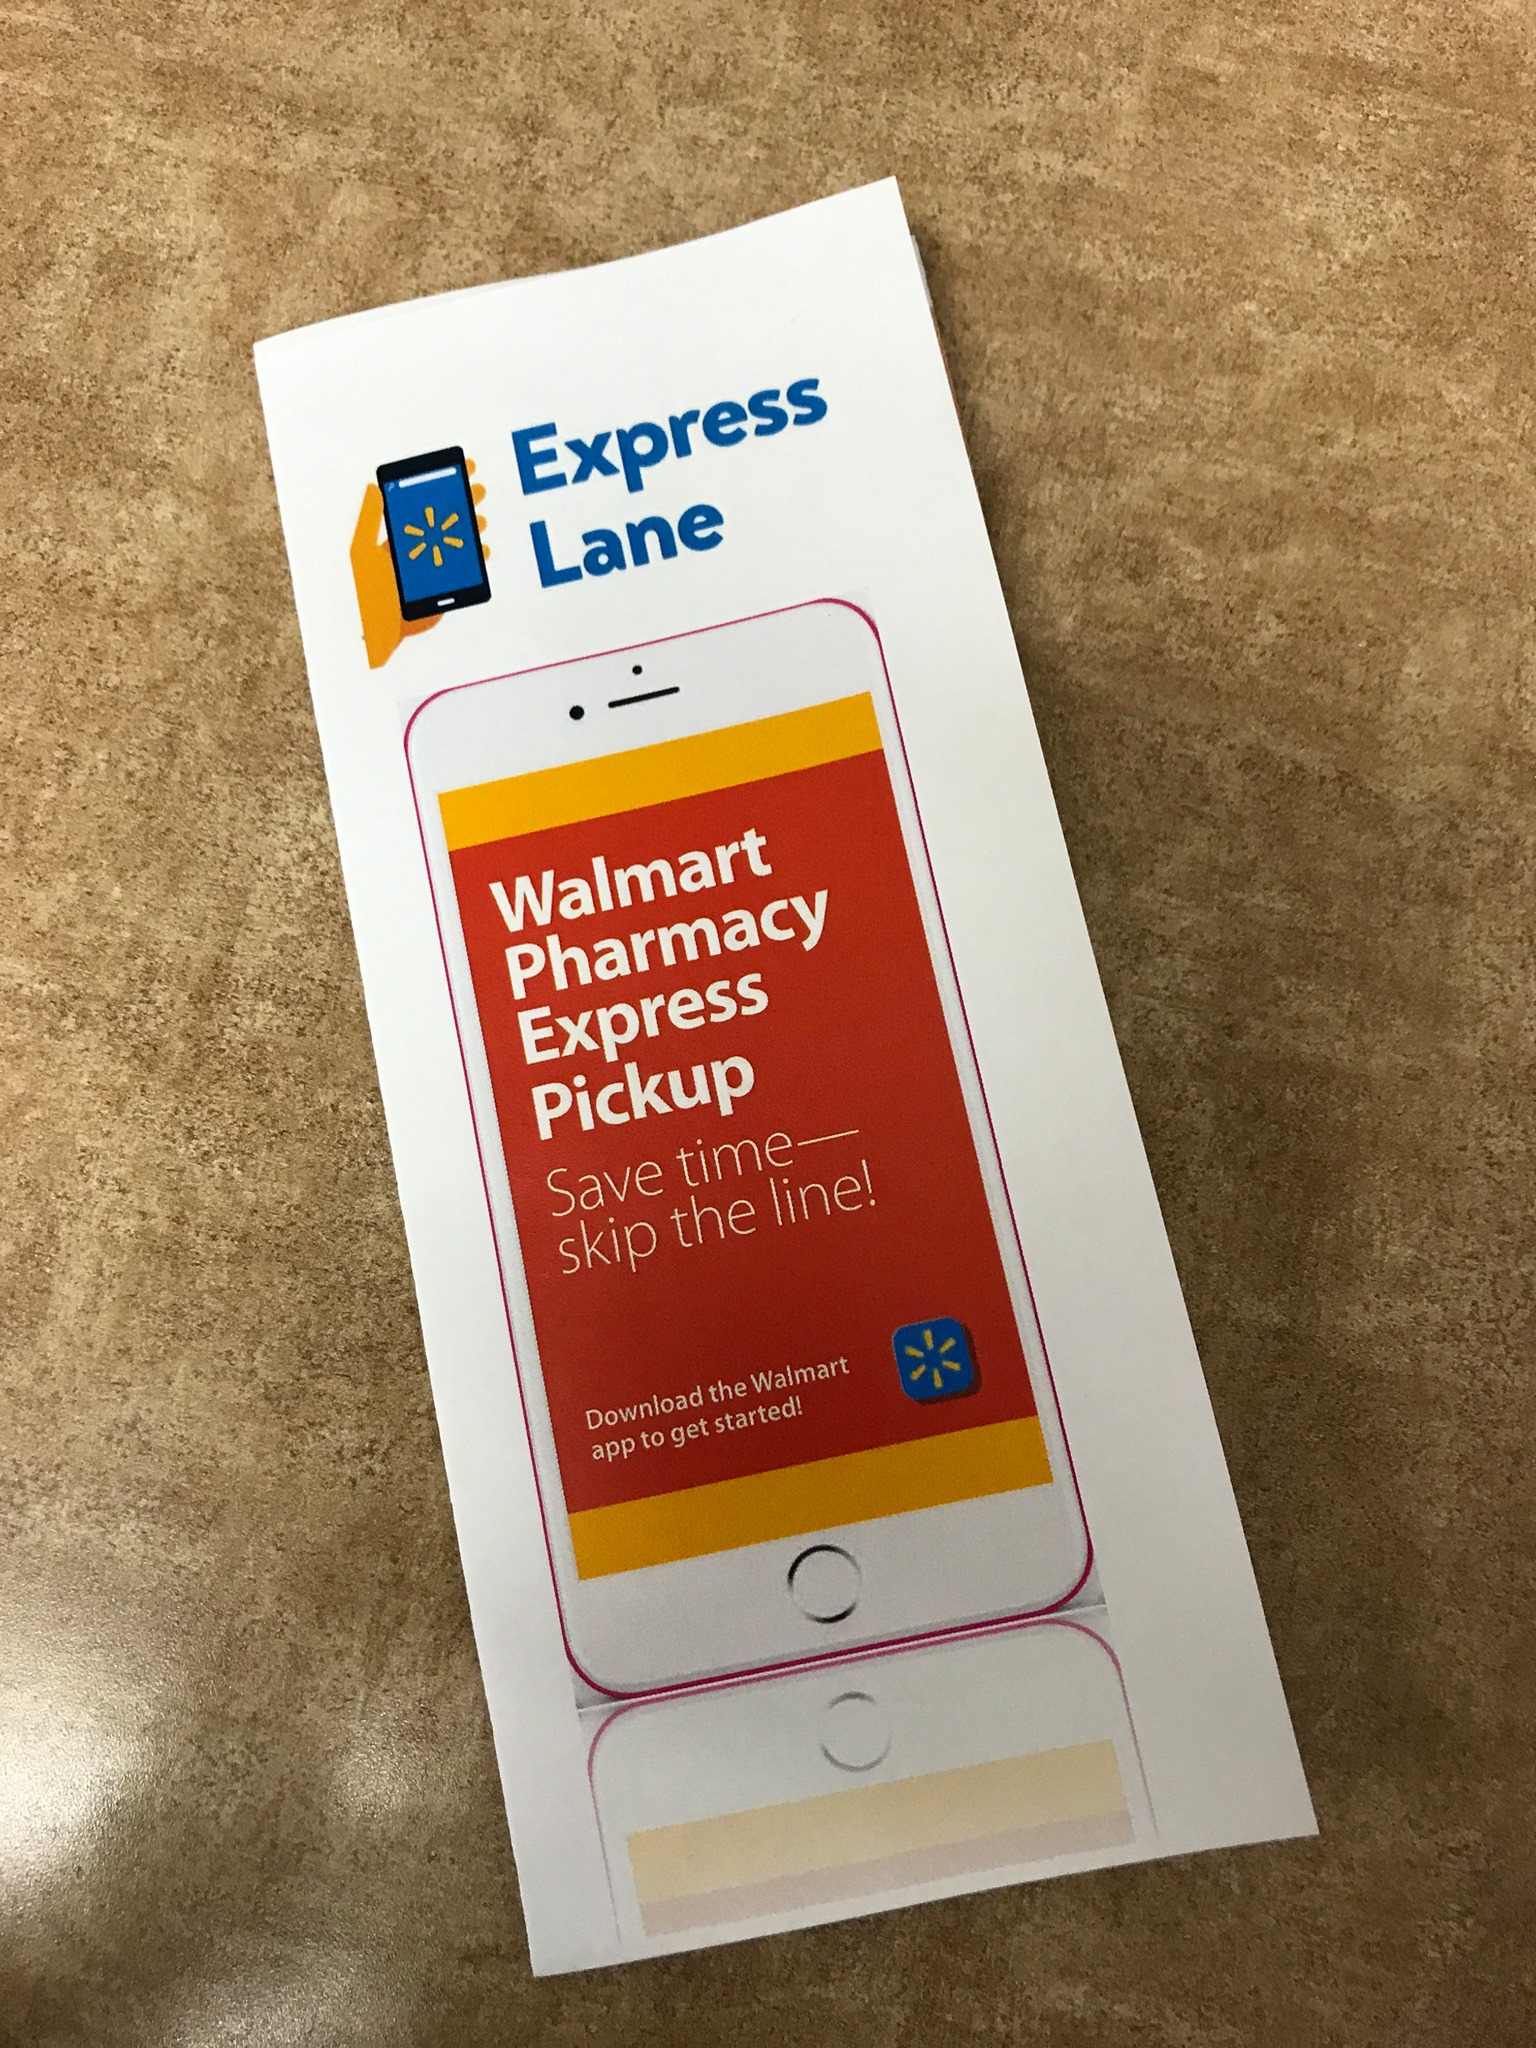 Express
Lane
Walmart
Pharmacy
Express
Pickup
Save time—
skip the line!
Download the Walmart
app to get started!